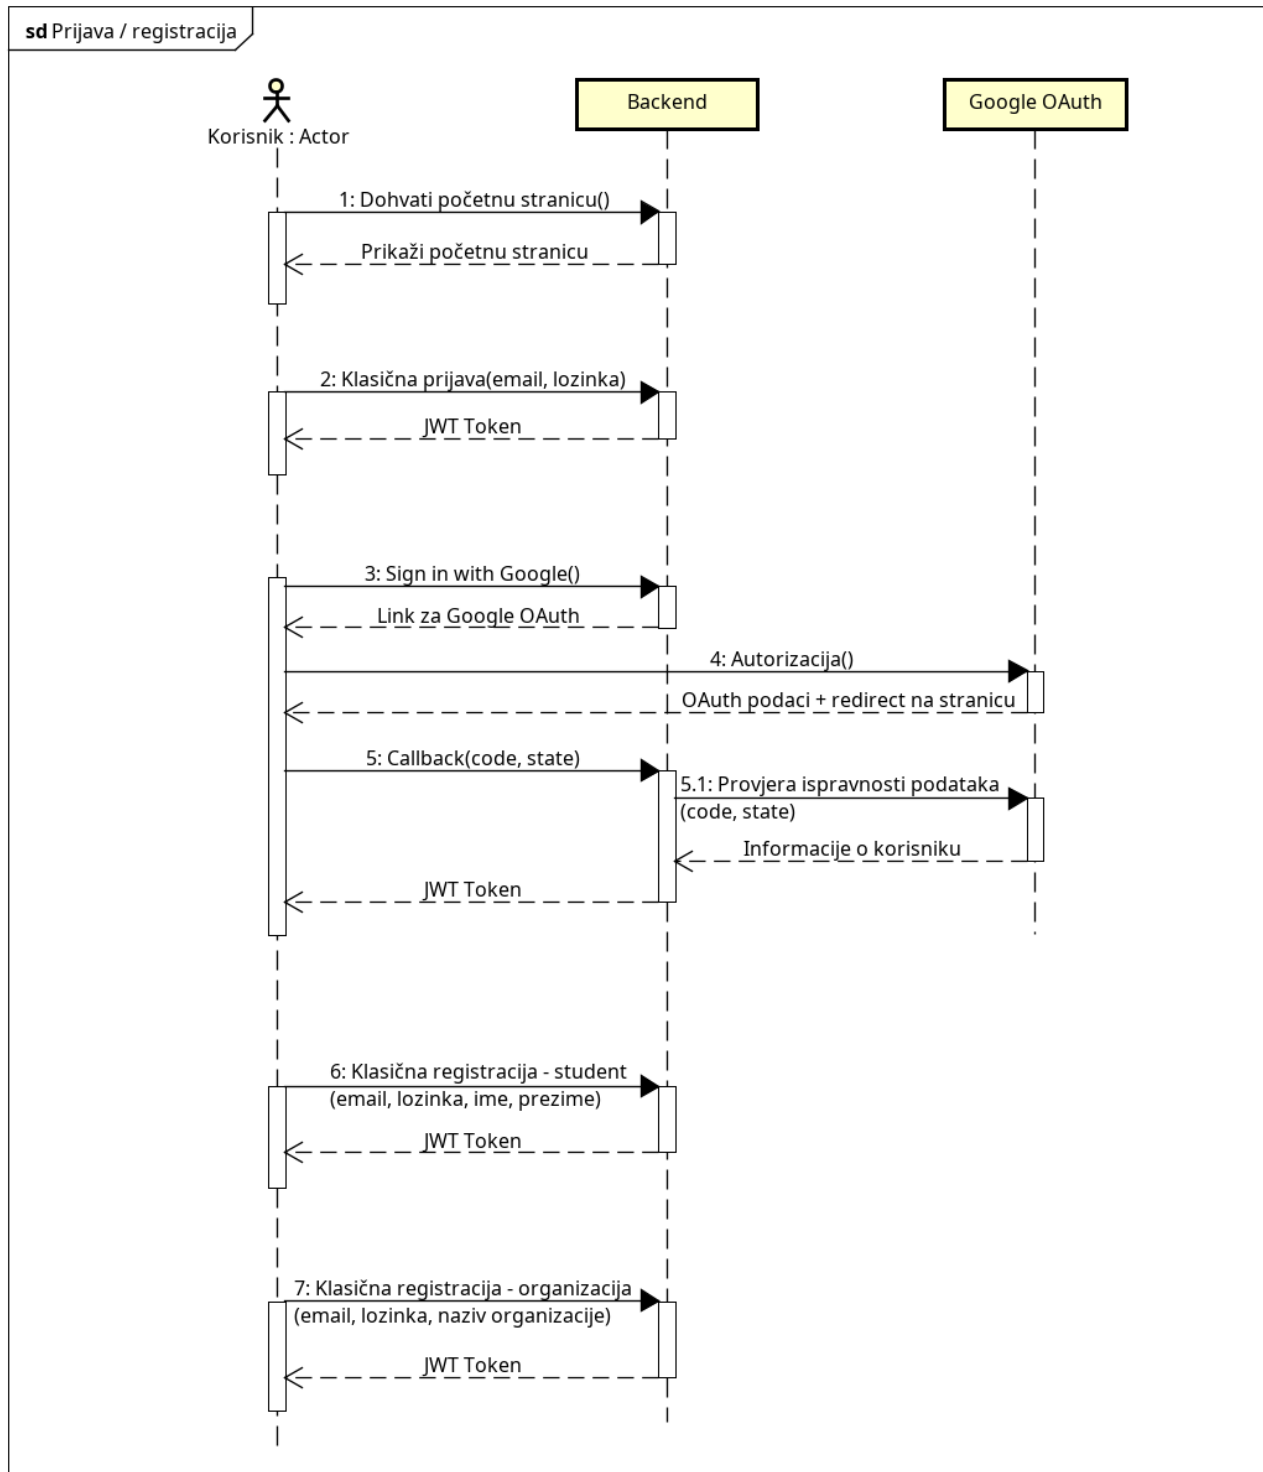 sd Prijava / registracija
Korisnik : Actor
Backend
Google OAuth
1: Dohvati početnu stranicu()
Prikaži početnu stranicu
2: Klasična prijava(email, lozinka)
JWT Token
3: Sign in with Google()
Link za Google OAuth
4: Autorizacija()
OAuth podaci + redirect na stranicu
5: Callback(code, state)
5.1: Provjera ispravnosti podataka
(code, state)
Informacije o korisniku
JWT Token
6: Klasična registracija - student
(email, lozinka, ime, prezime)
JWT Token
7: Klasična registracija - organizacija
(email, lozinka, naziv organizacije)
JWT Token